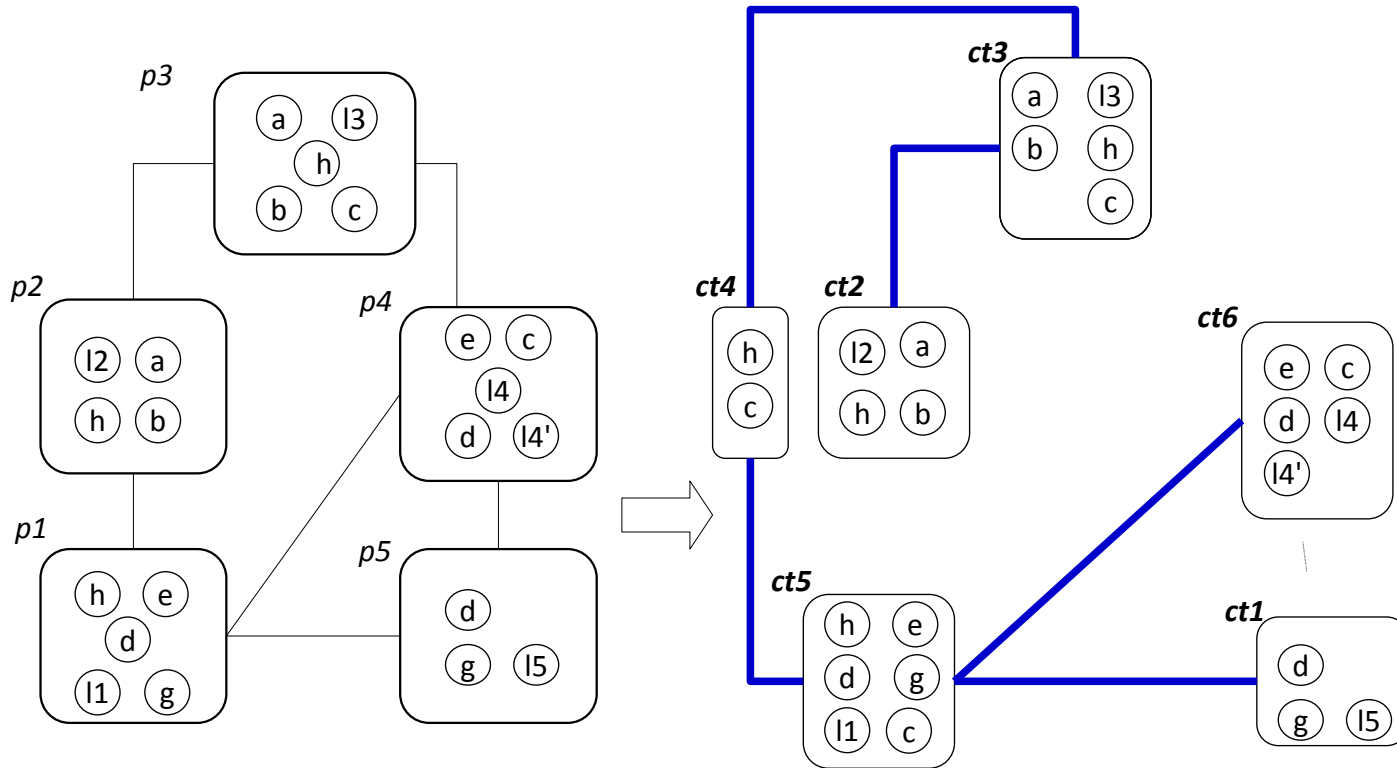 p3
a l3
h
b c
p2
l2 a
h b
p4
e c
l4
d l4'
p1
h e
d
l1 g
p5
d
g l5
ct3
a l3
b h
c
ct4
h
c
ct2
l2 a
h b
ct6
e c
d l4
l4'
ct5
h e
d g
l1 c
ct1
d
g l5